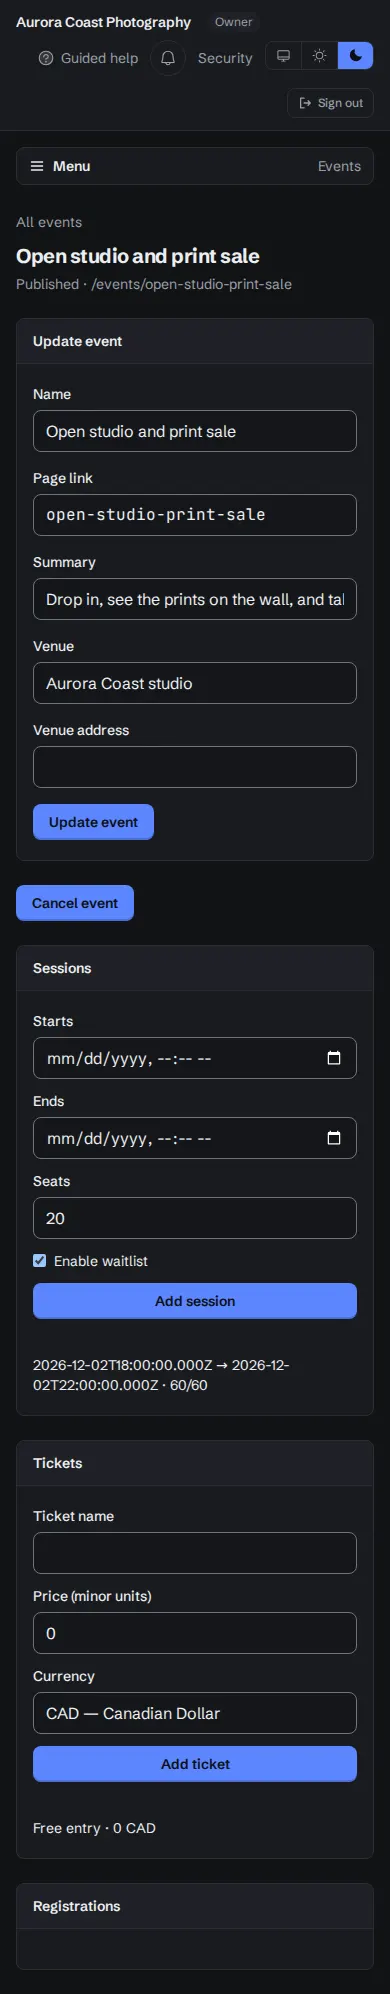 Aurora Coast Photography Owner
Guided help Security
Sign out
Menu Events
All events
Open studio and print sale
Published · /events/open-studio-print-sale
Update event
Name
Open studio and print sale
Page link
open-studio-print-sale
Summary
Drop in, see the prints on the wall, and tal
Venue
Aurora Coast studio
Venue address
Update event
Cancel event
Sessions
Starts
mm/dd/yyyy, --:-- --
Ends
mm/dd/yyyy, --:-- --
Seats
20
Enable waitlist
Add session
2026-12-02T18:00:00.000Z → 2026-12-
02T22:00:00.000Z · 60/60
Tickets
Ticket name
Price (minor units)
0
Currency
CAD — Canadian Dollar
Add ticket
Free entry · 0 CAD
Registrations